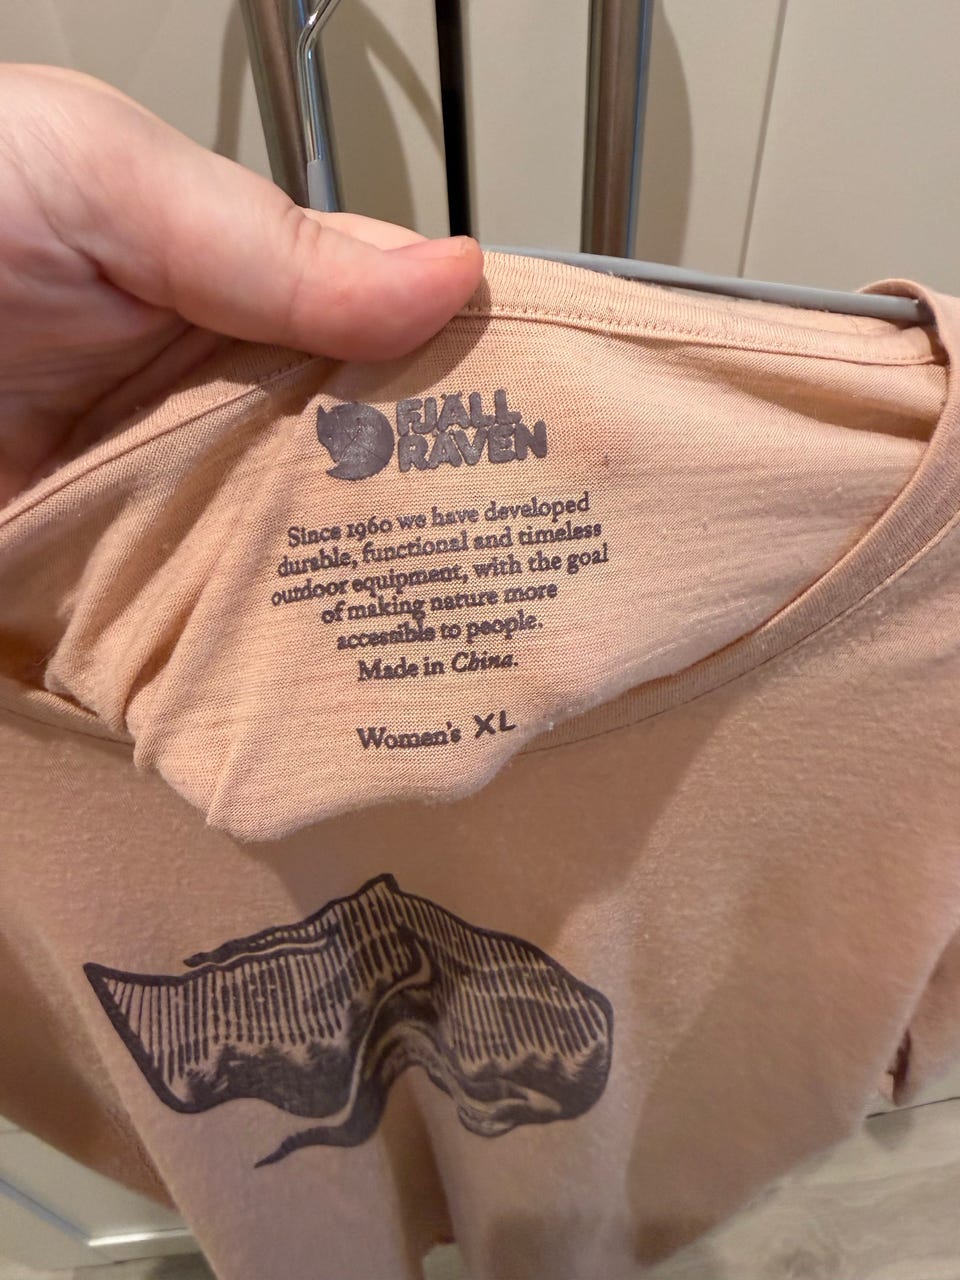 FJÄLL
RÄVEN
Since 1960 we have developed
durable, functional and timeless
outdoor equipment, with the goal
of making nature more
accessible to people.
Made in China.
Women's XL